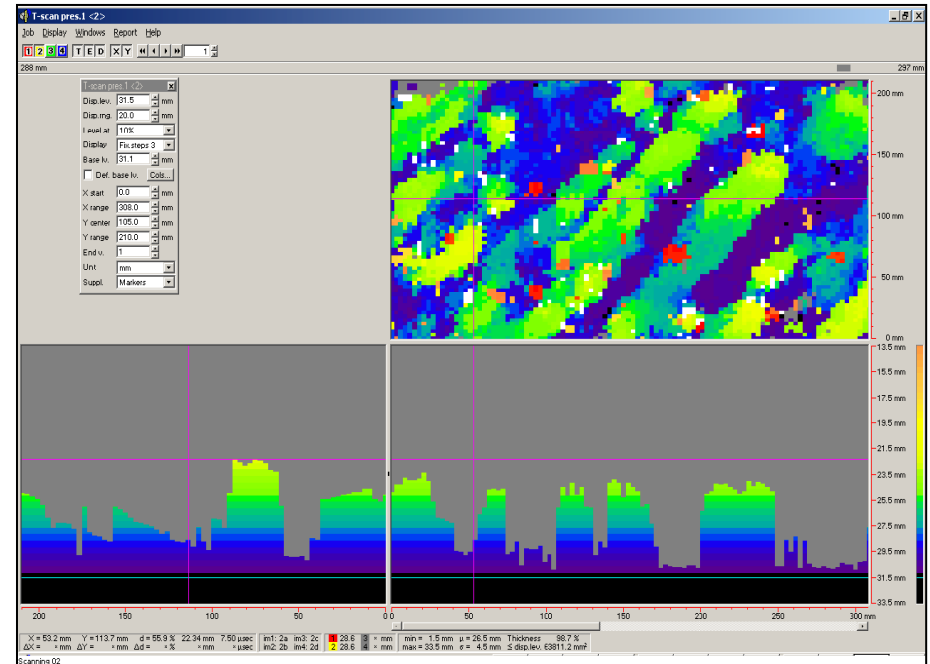 T-scan pres.1 <2>
Job Display Windows Report Help
1 2 3 4 T E D X Y 1
288 mm 297 mm
T-scan pres.1 <2>
Disp.lev. 31.5 mm
Disp.rng. 20.0 mm
Level at 10%
Display Fix.steps 3
Base lv. 31.1 mm
Def. base lv. Cols...
X start 0.0 mm
X range 308.0 mm
Y center 105.0 mm
Y range 210.0 mm
End v. 1
Unit mm
Suppl. Markers
200 mm
150 mm
100 mm
50 mm
0 mm
13.5 mm
15.5 mm
17.5 mm
19.5 mm
21.5 mm
23.5 mm
25.5 mm
27.5 mm
29.5 mm
31.5 mm
33.5 mm
200 150 100 50 0 0 50 100 150 200 250 300 mm
X = 53.2 mm Y = 113.7 mm d = 55.9 % 22.34 mm 7.50 µsec im1: 2a im3: 2c 1 28.6 3 × mm min = 1.5 mm µ = 26.5 mm Thickness 98.7 %
ΔX = × mm ΔY = × mm Δd = × % × mm × µsec im2: 2b im4: 2d 2 28.6 4 × mm max = 33.5 mm σ = 4.5 mm ≤ disp.lev. 63811.2 mm²
Scanning 02